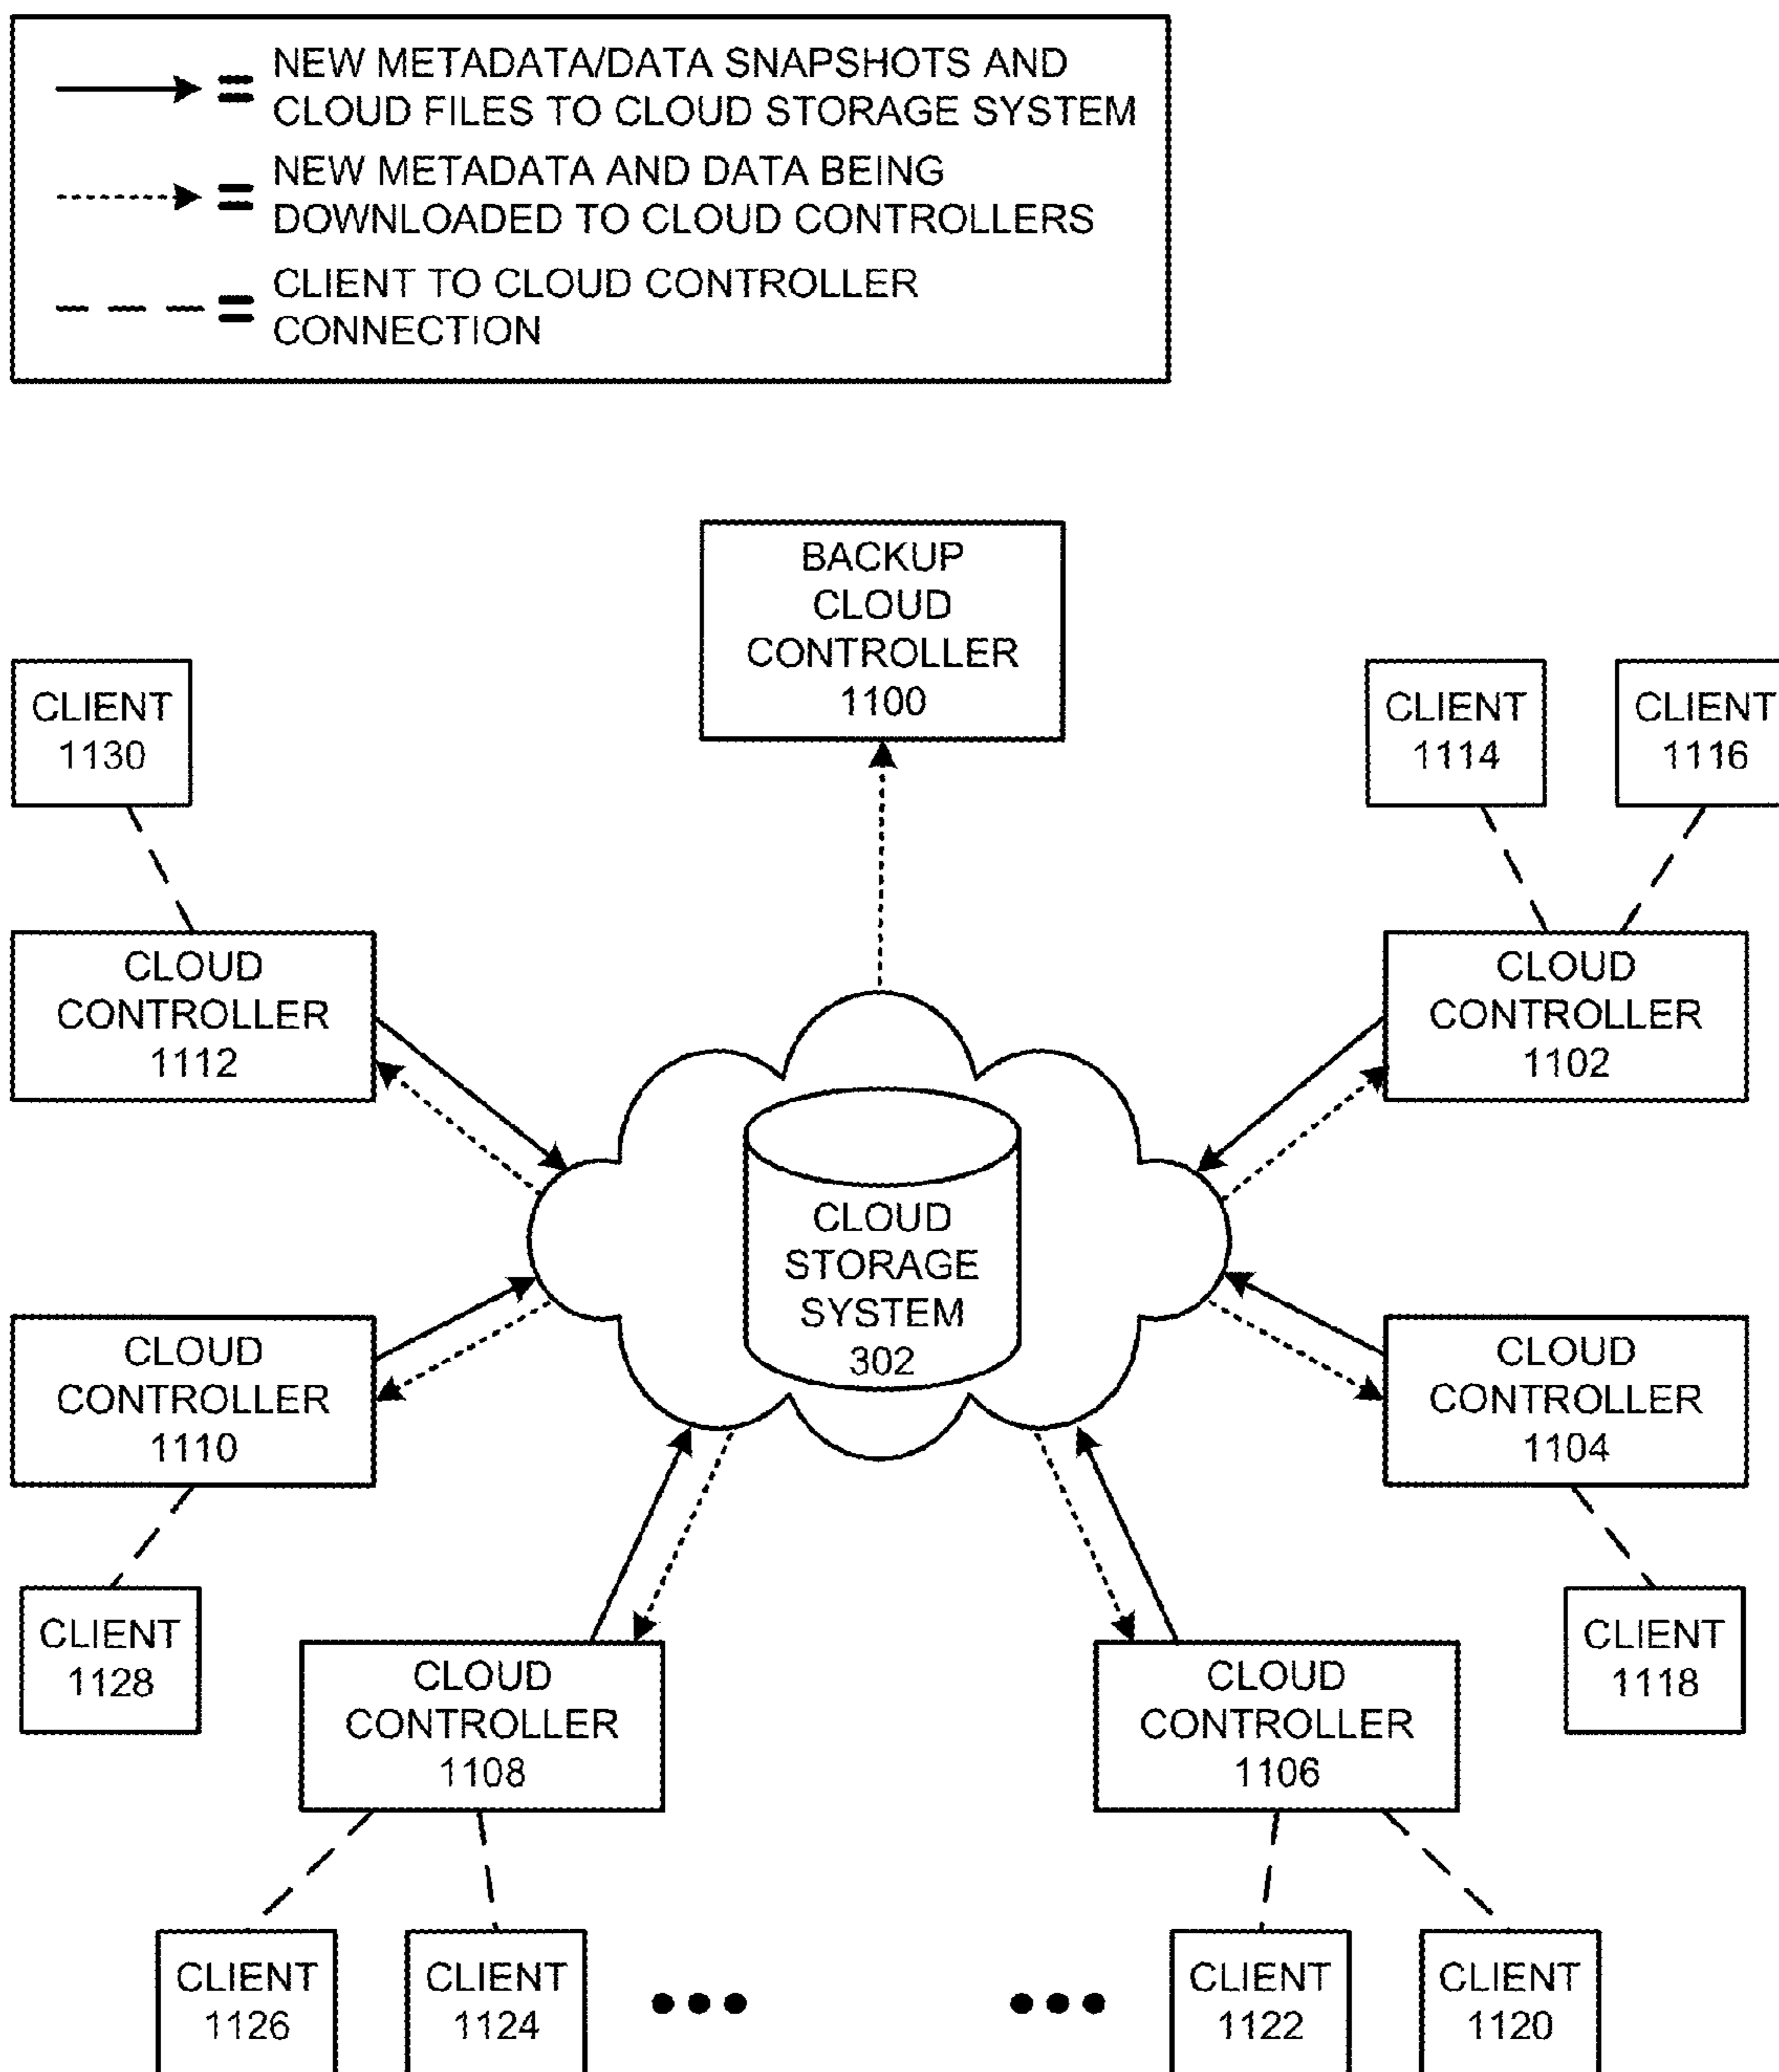 = NEW METADATA/DATA SNAPSHOTS AND
CLOUD FILES TO CLOUD STORAGE SYSTEM
= NEW METADATA AND DATA BEING
DOWNLOADED TO CLOUD CONTROLLERS
= CLIENT TO CLOUD CONTROLLER
CONNECTION
BACKUP
CLOUD
CONTROLLER
1100
CLIENT
1130
CLIENT
1114
CLIENT
1116
CLOUD
CONTROLLER
1112
CLOUD
CONTROLLER
1102
CLOUD
STORAGE
SYSTEM
302
CLOUD
CONTROLLER
1110
CLOUD
CONTROLLER
1104
CLIENT
1128
CLOUD
CONTROLLER
1108
CLOUD
CONTROLLER
1106
CLIENT
1118
CLIENT
1126
CLIENT
1124
CLIENT
1122
CLIENT
1120